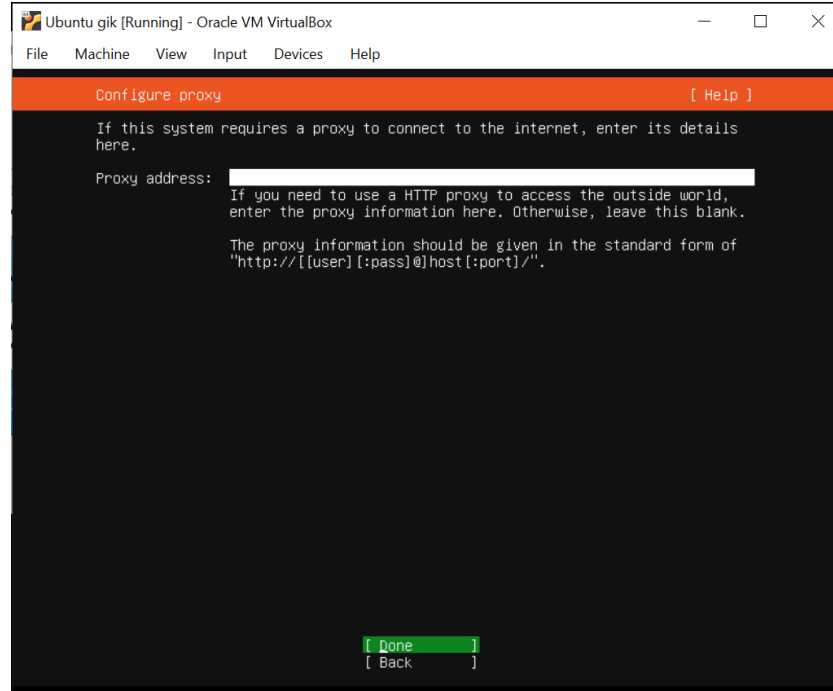 Ubuntu gik [Running] - Oracle VM VirtualBox
File Machine View Input Devices Help
Configure proxy [ Help ]
If this system requires a proxy to connect to the internet, enter its details
here.
Proxy address:
If you need to use a HTTP proxy to access the outside world,
enter the proxy information here. Otherwise, leave this blank.
The proxy information should be given in the standard form of
"http://[[user][:pass]@]host[:port]/".
[ Done ]
[ Back ]